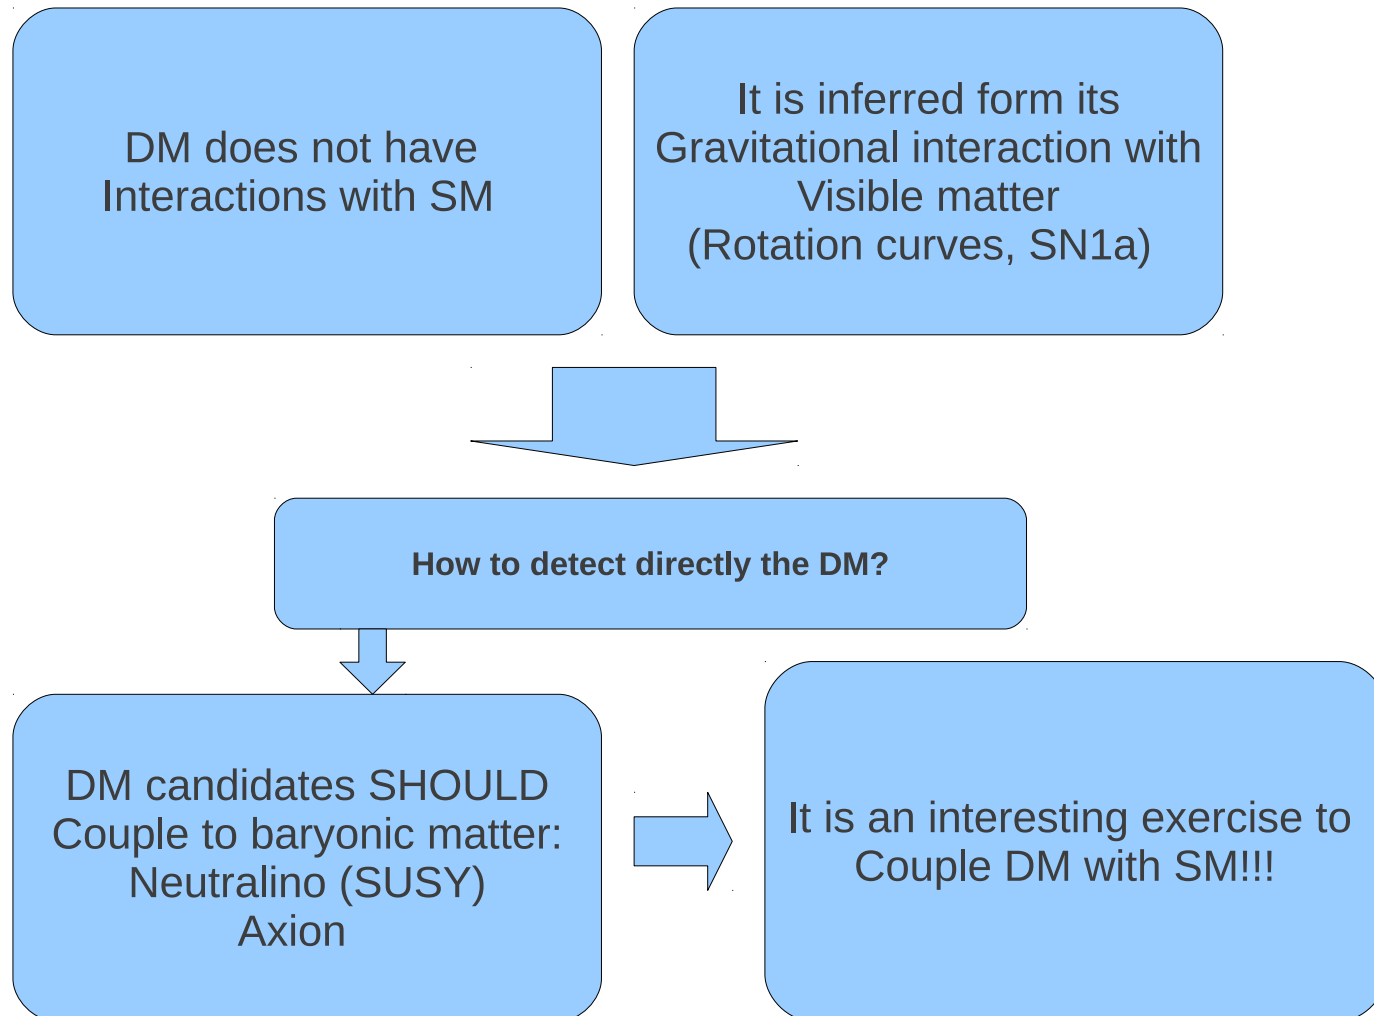 DM does not have
Interactions with SM
It is inferred form its
Gravitational interaction with
Visible matter
(Rotation curves, SN1a)
How to detect directly the DM?
DM candidates SHOULD
Couple to baryonic matter:
Neutralino (SUSY)
Axion
It is an interesting exercise to
Couple DM with SM!!!